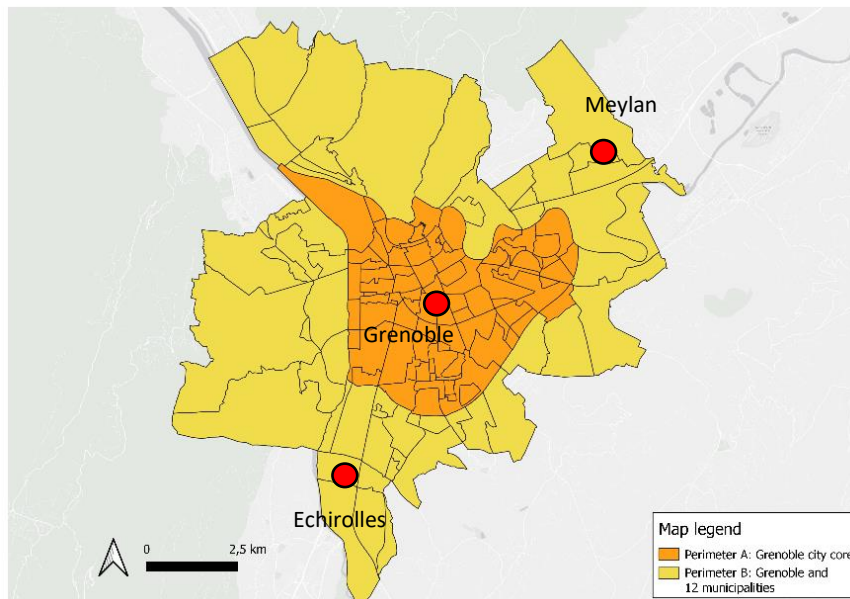 Meylan
Grenoble
Echirolles
0 2,5 km
Map legend
Perimeter A: Grenoble city core
Perimeter B: Grenoble and
12 municipalities